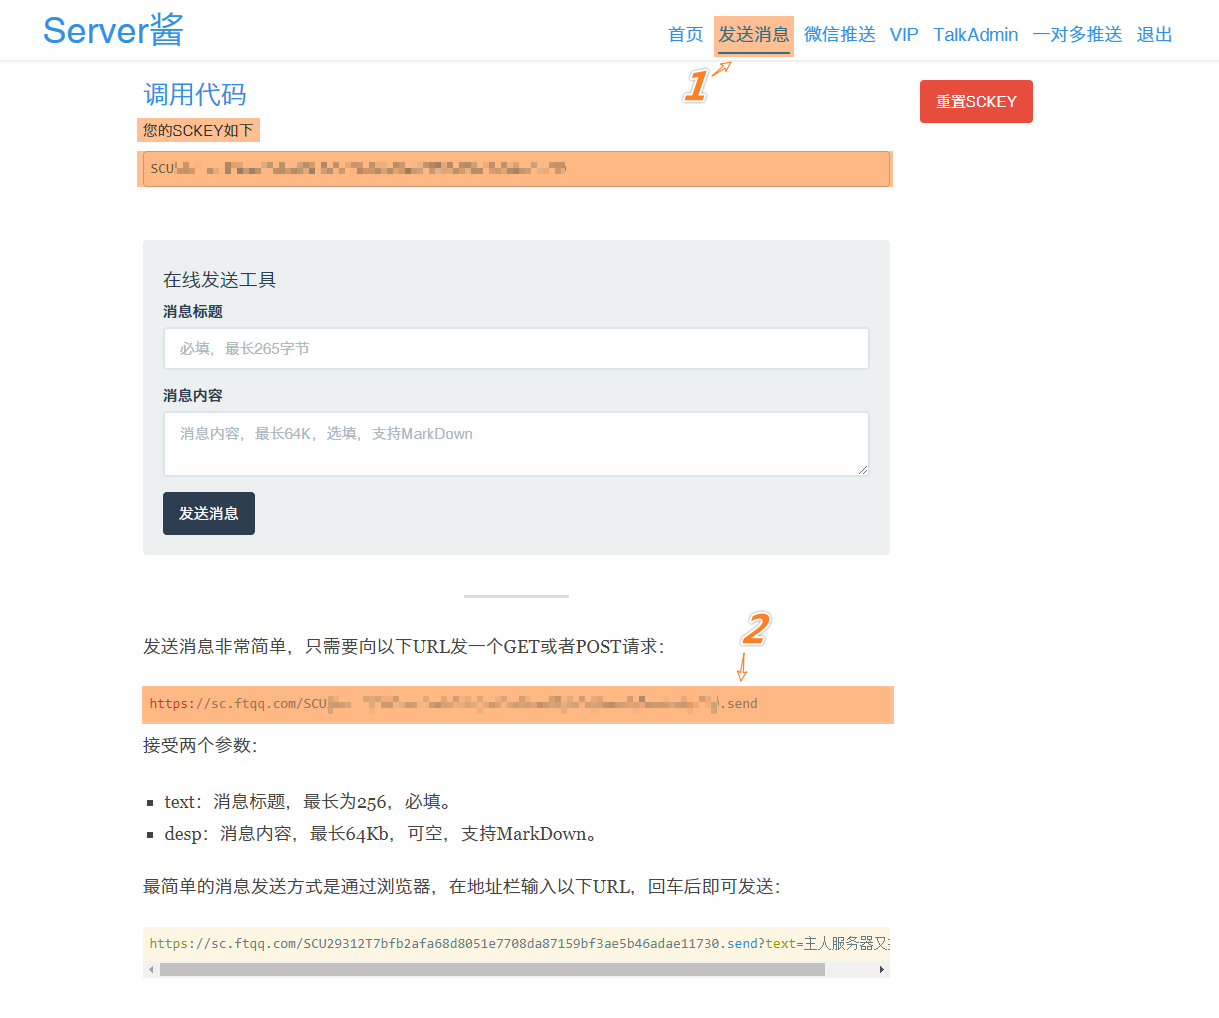 Server酱
首页 发送消息 微信推送 VIP TalkAdmin 一对多推送 退出
1
调用代码
重置SCKEY
您的SCKEY如下
SCU
在线发送工具
消息标题
必填，最长265字节
消息内容
消息内容，最长64K，选填，支持MarkDown
发送消息
2
发送消息非常简单，只需要向以下URL发一个GET或者POST请求：
https://sc.ftqq.com/SCU .send
接受两个参数：
text：消息标题，最长为256，必填。
desp：消息内容，最长64Kb，可空，支持MarkDown。
最简单的消息发送方式是通过浏览器，在地址栏输入以下URL，回车后即可发送：
https://sc.ftqq.com/SCU29312T7bfb2afa68d8051e7708da87159bf3ae5b46adae11730.send?text=主人服务器又